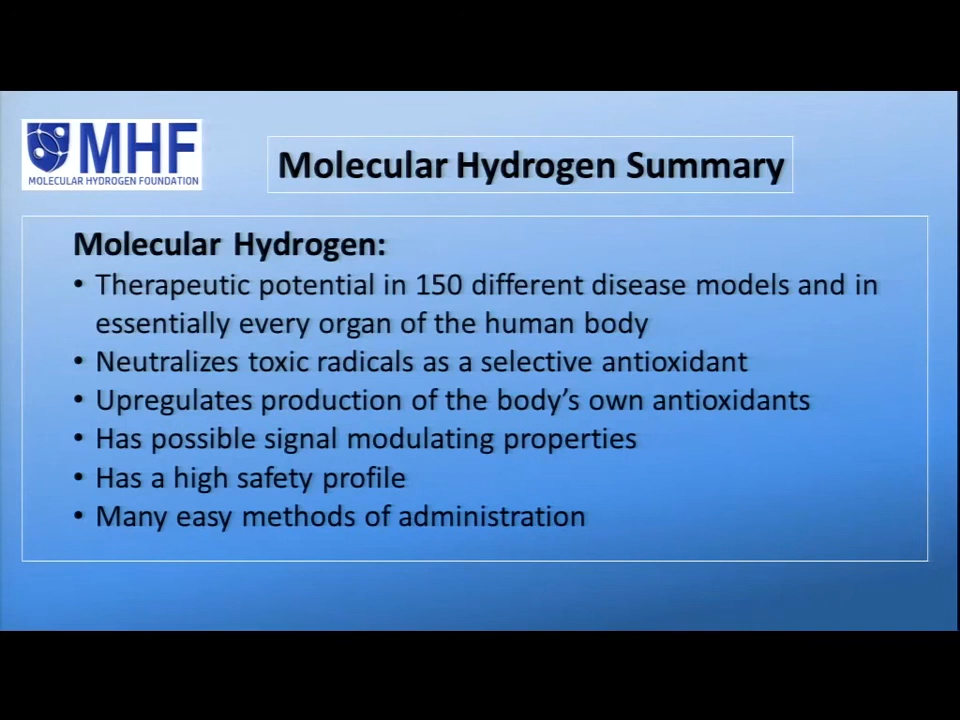 MHF
MOLECULAR HYDROGEN FOUNDATION
Molecular Hydrogen Summary
Molecular Hydrogen:
• Therapeutic potential in 150 different disease models and in
essentially every organ of the human body
• Neutralizes toxic radicals as a selective antioxidant
• Upregulates production of the body’s own antioxidants
• Has possible signal modulating properties
• Has a high safety profile
• Many easy methods of administration